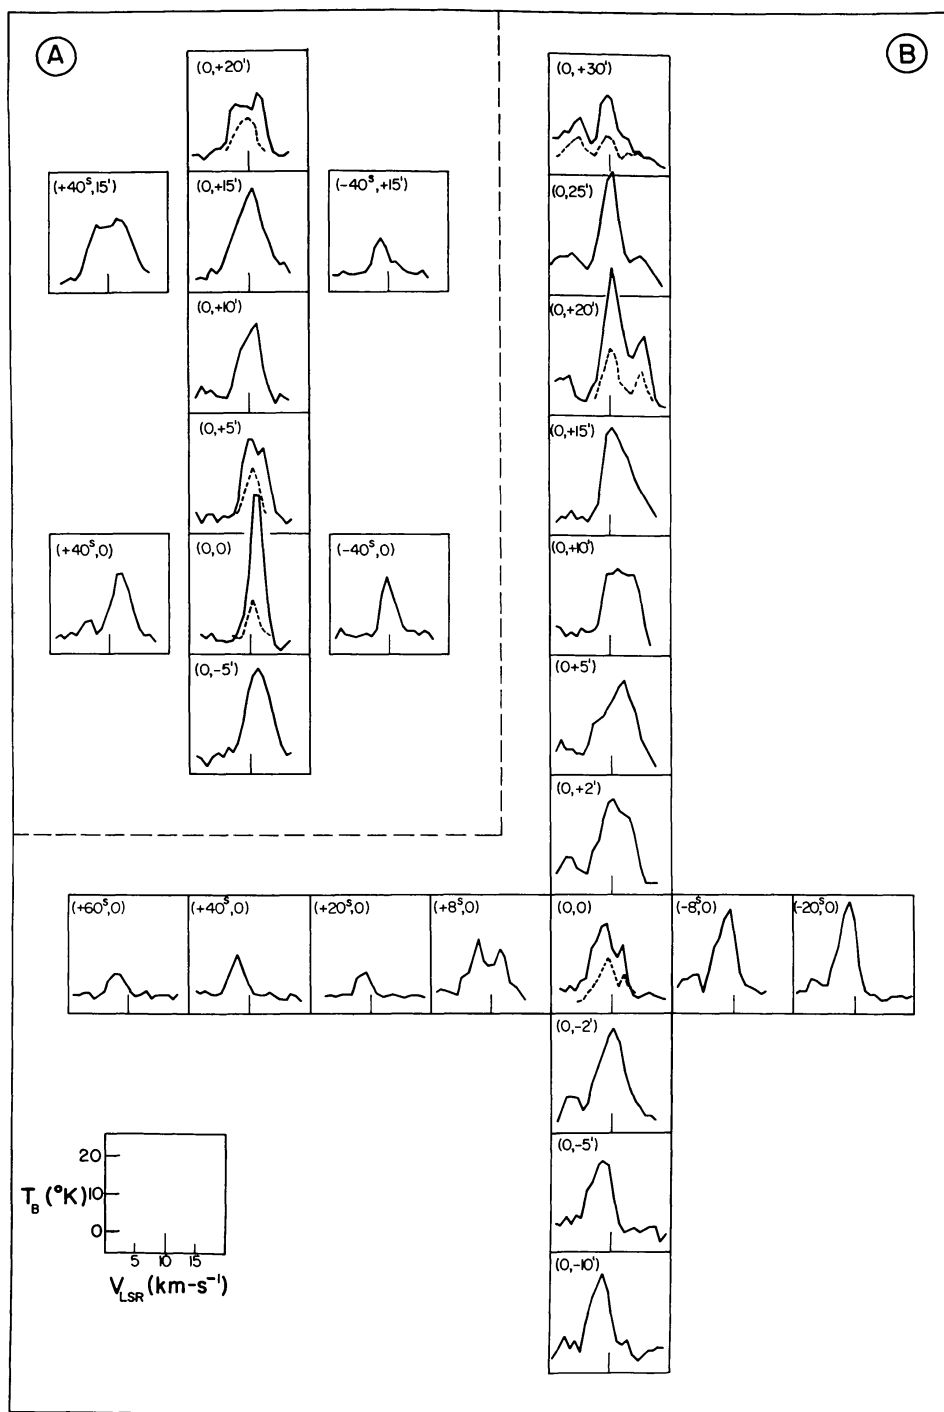 A
B
(0,+20')
(+40ˢ,15')
(0,+15')
(-40ˢ,+15')
(0,+10')
(0,+5')
(+40ˢ,0)
(0,0)
(-40ˢ,0)
(0,-5')
(0,+30')
(0,25')
(0,+20')
(0,+15')
(0,+10')
(0+5')
(0,+2')
(+60ˢ,0)
(+40ˢ,0)
(+20ˢ,0)
(+8ˢ,0)
(0,0)
(-8ˢ,0)
(-20ˢ,0)
(0,-2')
(0,-5')
(0,-10')
20
10
0
T_B (°K)
5 10 15
V_LSR (km-s⁻¹)